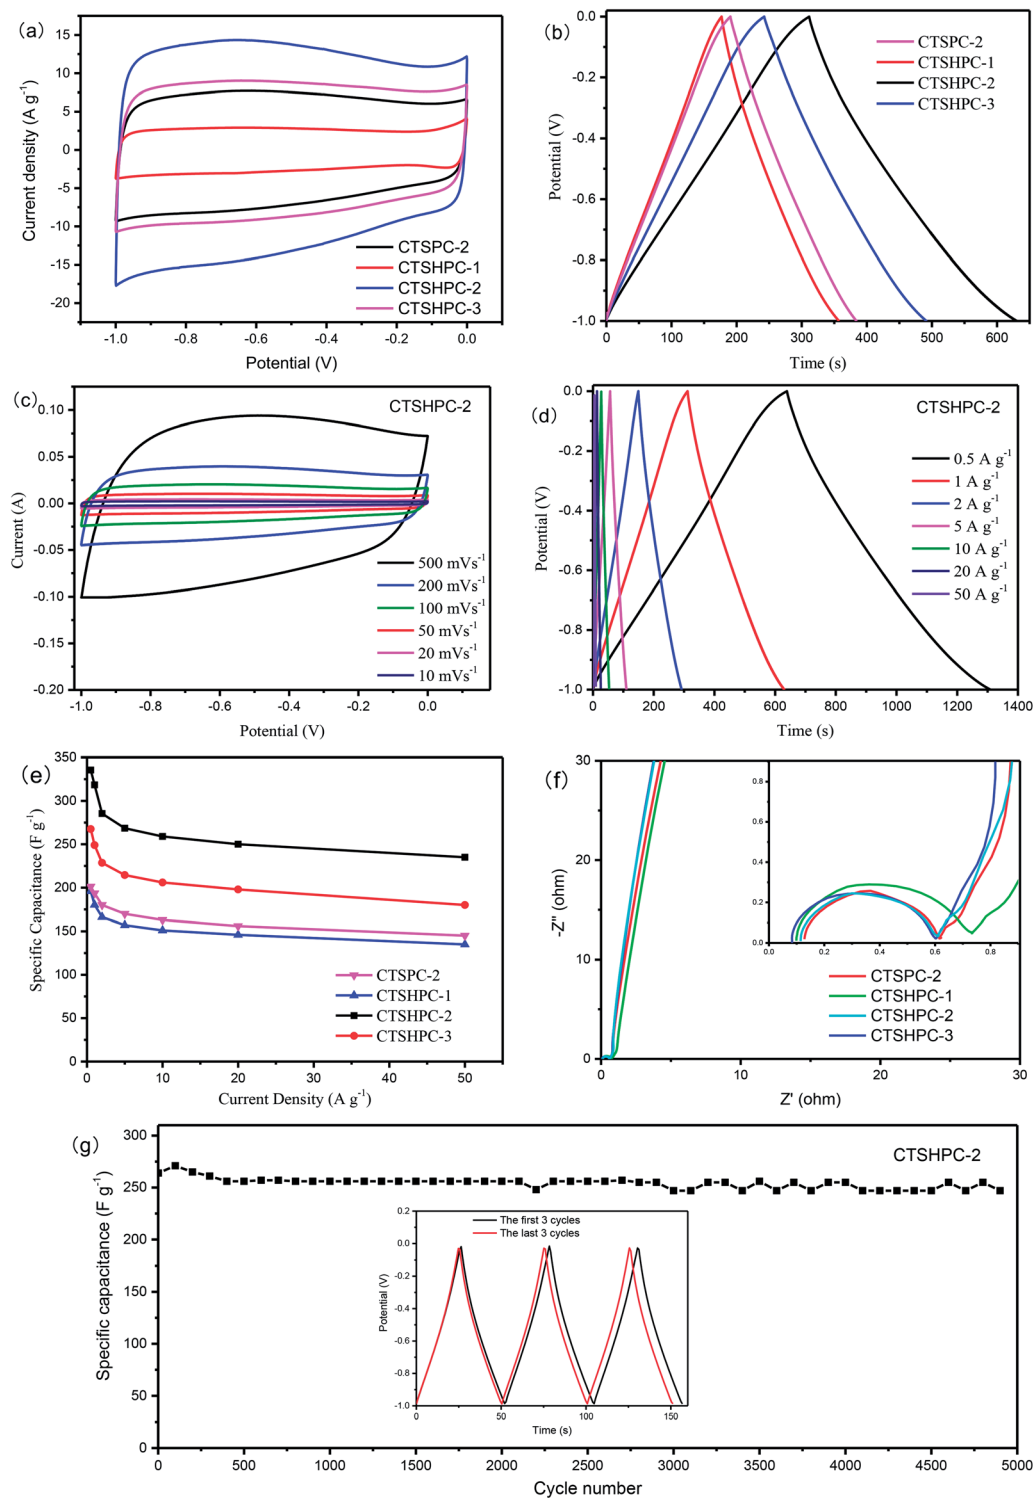 (a)
15
10
5
0
-5
-10
-15
-20
Current density (A g⁻¹)
CTSPC-2
CTSHPC-1
CTSHPC-2
CTSHPC-3
-1.0 -0.8 -0.6 -0.4 -0.2 0.0
Potential (V)
(b)
0.0
-0.2
-0.4
-0.6
-0.8
-1.0
Potential (V)
CTSPC-2
CTSHPC-1
CTSHPC-2
CTSHPC-3
0 100 200 300 400 500 600
Time (s)
(c)
CTSHPC-2
0.10
0.05
0.00
-0.05
-0.10
-0.15
-0.20
Current (A)
500 mVs⁻¹
200 mVs⁻¹
100 mVs⁻¹
50 mVs⁻¹
20 mVs⁻¹
10 mVs⁻¹
-1.0 -0.8 -0.6 -0.4 -0.2 0.0
Potential (V)
(d)
CTSHPC-2
0.0
-0.2
-0.4
-0.6
-0.8
-1.0
Potential (V)
0.5 A g⁻¹
1 A g⁻¹
2 A g⁻¹
5 A g⁻¹
10 A g⁻¹
20 A g⁻¹
50 A g⁻¹
0 200 400 600 800 1000 1200 1400
Time (s)
(e)
350
300
250
200
150
100
50
0
Specific Capacitance (F g⁻¹)
CTSPC-2
CTSHPC-1
CTSHPC-2
CTSHPC-3
0 10 20 30 40 50
Current Density (A g⁻¹)
(f)
30
20
10
0
-Z'' (ohm)
0.8
0.6
0.4
0.2
0.0
0.0 0.2 0.4 0.6 0.8
CTSPC-2
CTSHPC-1
CTSHPC-2
CTSHPC-3
0 10 20 30
Z' (ohm)
(g)
CTSHPC-2
300
250
200
150
100
50
0
Specific capacitance (F g⁻¹)
The first 3 cycles
The last 3 cycles
0.2
0.0
-0.2
-0.4
-0.6
-0.8
-1.0
Potential (V)
0 50 100 150
Time (s)
0 500 1000 1500 2000 2500 3000 3500 4000 4500 5000
Cycle number